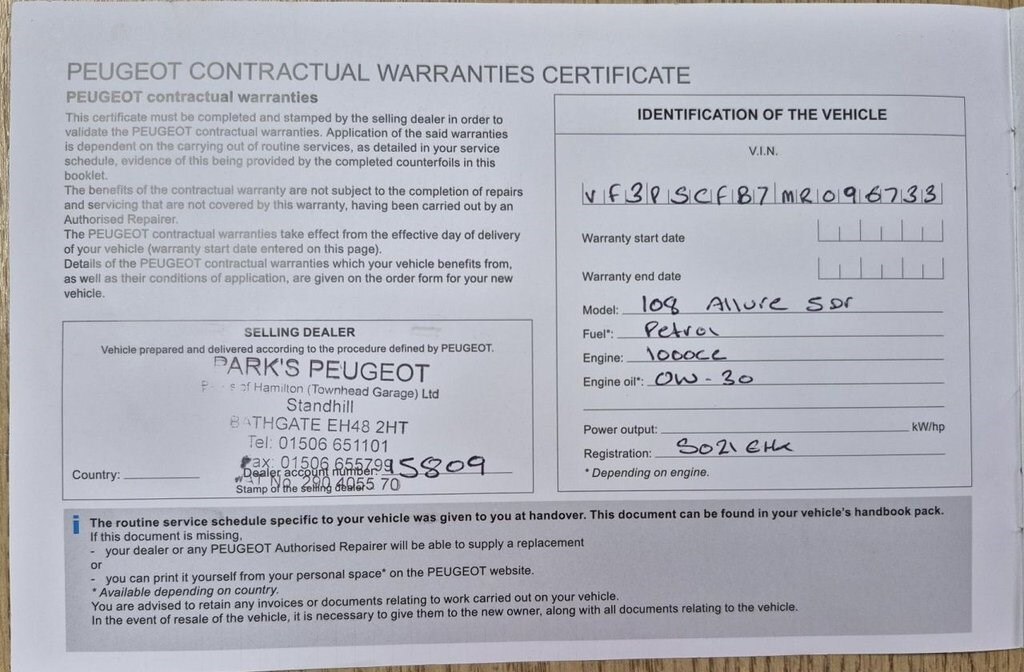 PEUGEOT CONTRACTUAL WARRANTIES CERTIFICATE
PEUGEOT contractual warranties
This certificate must be completed and stamped by the selling dealer in order to
validate the PEUGEOT contractual warranties. Application of the said warranties
is dependent on the carrying out of routine services, as detailed in your service
schedule, evidence of this being provided by the completed counterfoils in this
booklet.
The benefits of the contractual warranty are not subject to the completion of repairs
and servicing that are not covered by this warranty, having been carried out by an
Authorised Repairer.
The PEUGEOT contractual warranties take effect from the effective day of delivery
of your vehicle (warranty start date entered on this page).
Details of the PEUGEOT contractual warranties which your vehicle benefits from,
as well as their conditions of application, are given on the order form for your new
vehicle.
SELLING DEALER
Vehicle prepared and delivered according to the procedure defined by PEUGEOT.
PARK'S PEUGEOT
of Hamilton (Townhead Garage) Ltd
Standhill
BATHGATE EH48 2HT
Tel: 01506 651101
Fax: 01506 655799
Dealer account number: 15809
VAT No. 290 4055 70
Country:
Stamp of the selling dealer
IDENTIFICATION OF THE VEHICLE
V.I.N.
VF3PSCFB7MR096733
Warranty start date
Warranty end date
Model: 108 Allure 5DR
Fuel*: Petrol
Engine: 1000cc
Engine oil*: 0W-30
Power output: kW/hp
Registration: SO21 EHK
* Depending on engine.
i The routine service schedule specific to your vehicle was given to you at handover. This document can be found in your vehicle's handbook pack.
If this document is missing,
- your dealer or any PEUGEOT Authorised Repairer will be able to supply a replacement
or
- you can print it yourself from your personal space* on the PEUGEOT website.
* Available depending on country.
You are advised to retain any invoices or documents relating to work carried out on your vehicle.
In the event of resale of the vehicle, it is necessary to give them to the new owner, along with all documents relating to the vehicle.